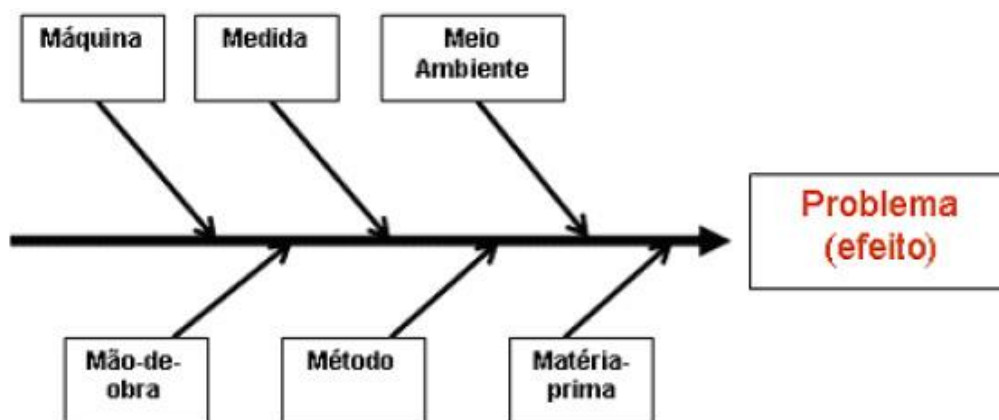 Máquina
Medida
Meio
Ambiente
Problema
(efeito)
Mão-de-
obra
Método
Matéria-
prima